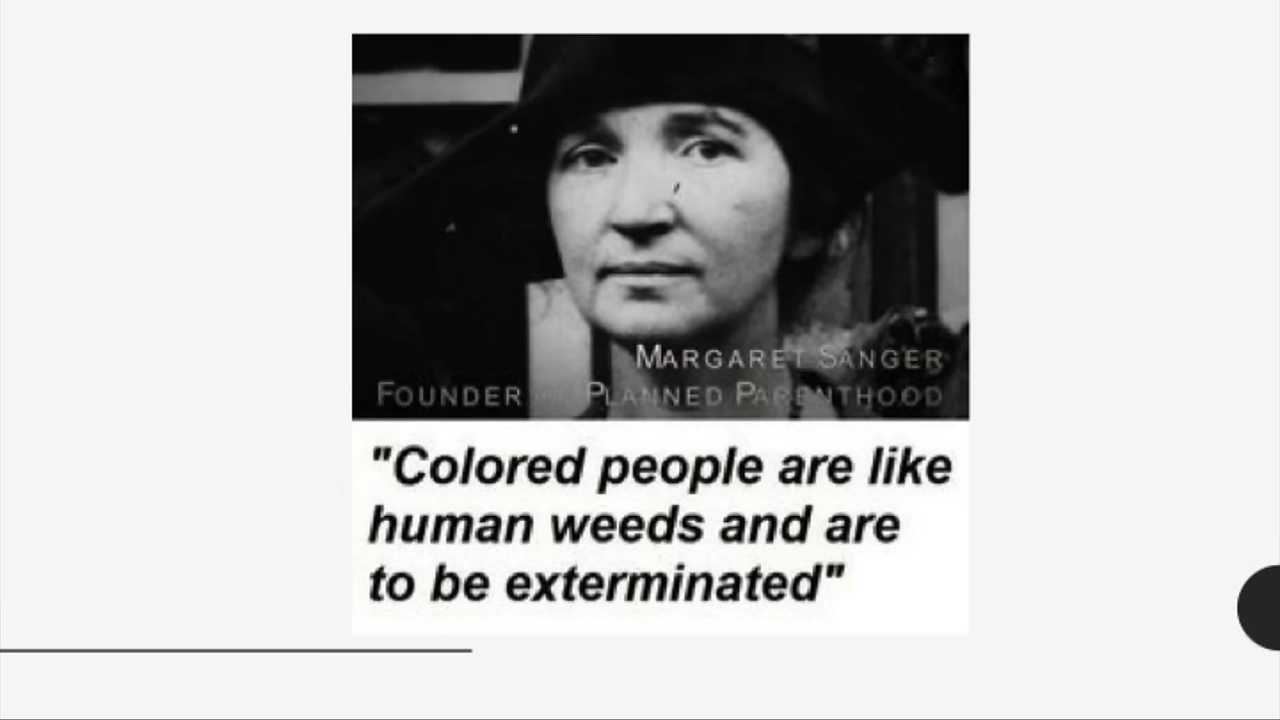 MARGARET SANGER
FOUNDER PLANNED PARENTHOOD
"Colored people are like
human weeds and are
to be exterminated"